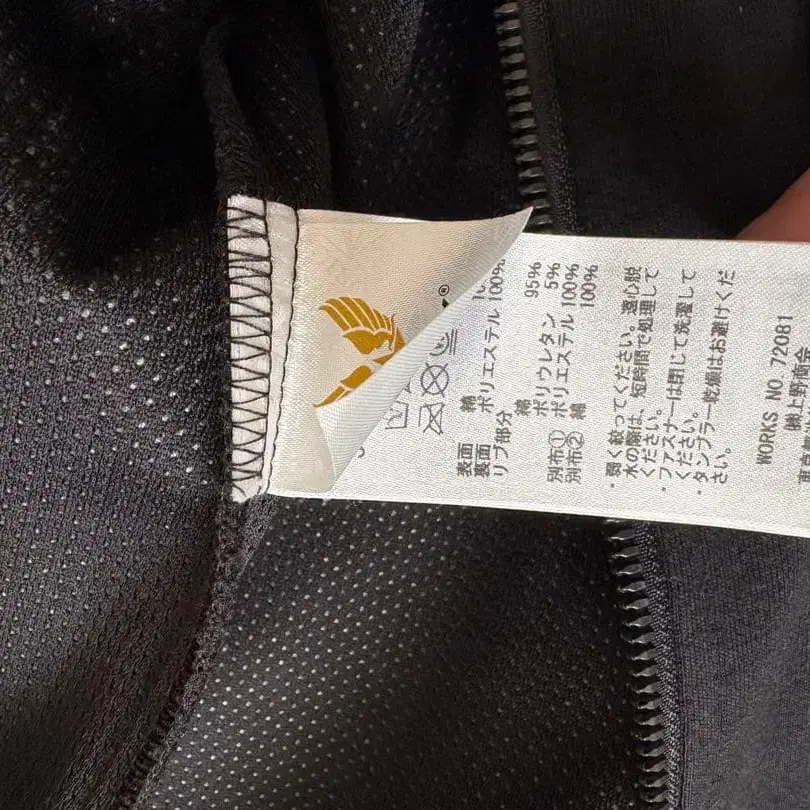 ®
表面 綿
裏面 ポリエステル 100%
リブ部分
綿 95%
ポリウレタン 5%
別布① ポリエステル 100%
別布② 綿 100%
・弱く絞ってください。遠心脱
水の際は、短時間で処理して
ください。
・ファスナーは閉じて洗濯して
ください。
・タンブラー乾燥はお避けくだ
さい。
WORKS NO.72081
㈱上野商会
東京都